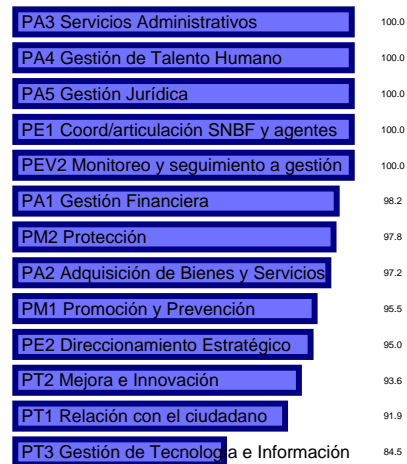 PA3 Servicios Administrativos 100.0
PA4 Gestión de Talento Humano 100.0
PA5 Gestión Jurídica 100.0
PE1 Coord/articulación SNBF y agentes 100.0
PEV2 Monitoreo y seguimiento a gestión 100.0
PA1 Gestión Financiera 98.2
PM2 Protección 97.8
PA2 Adquisición de Bienes y Servicios 97.2
PM1 Promoción y Prevención 95.5
PE2 Direccionamiento Estratégico 95.0
PT2 Mejora e Innovación 93.6
PT1 Relación con el ciudadano 91.9
PT3 Gestión de Tecnología e Información 84.5